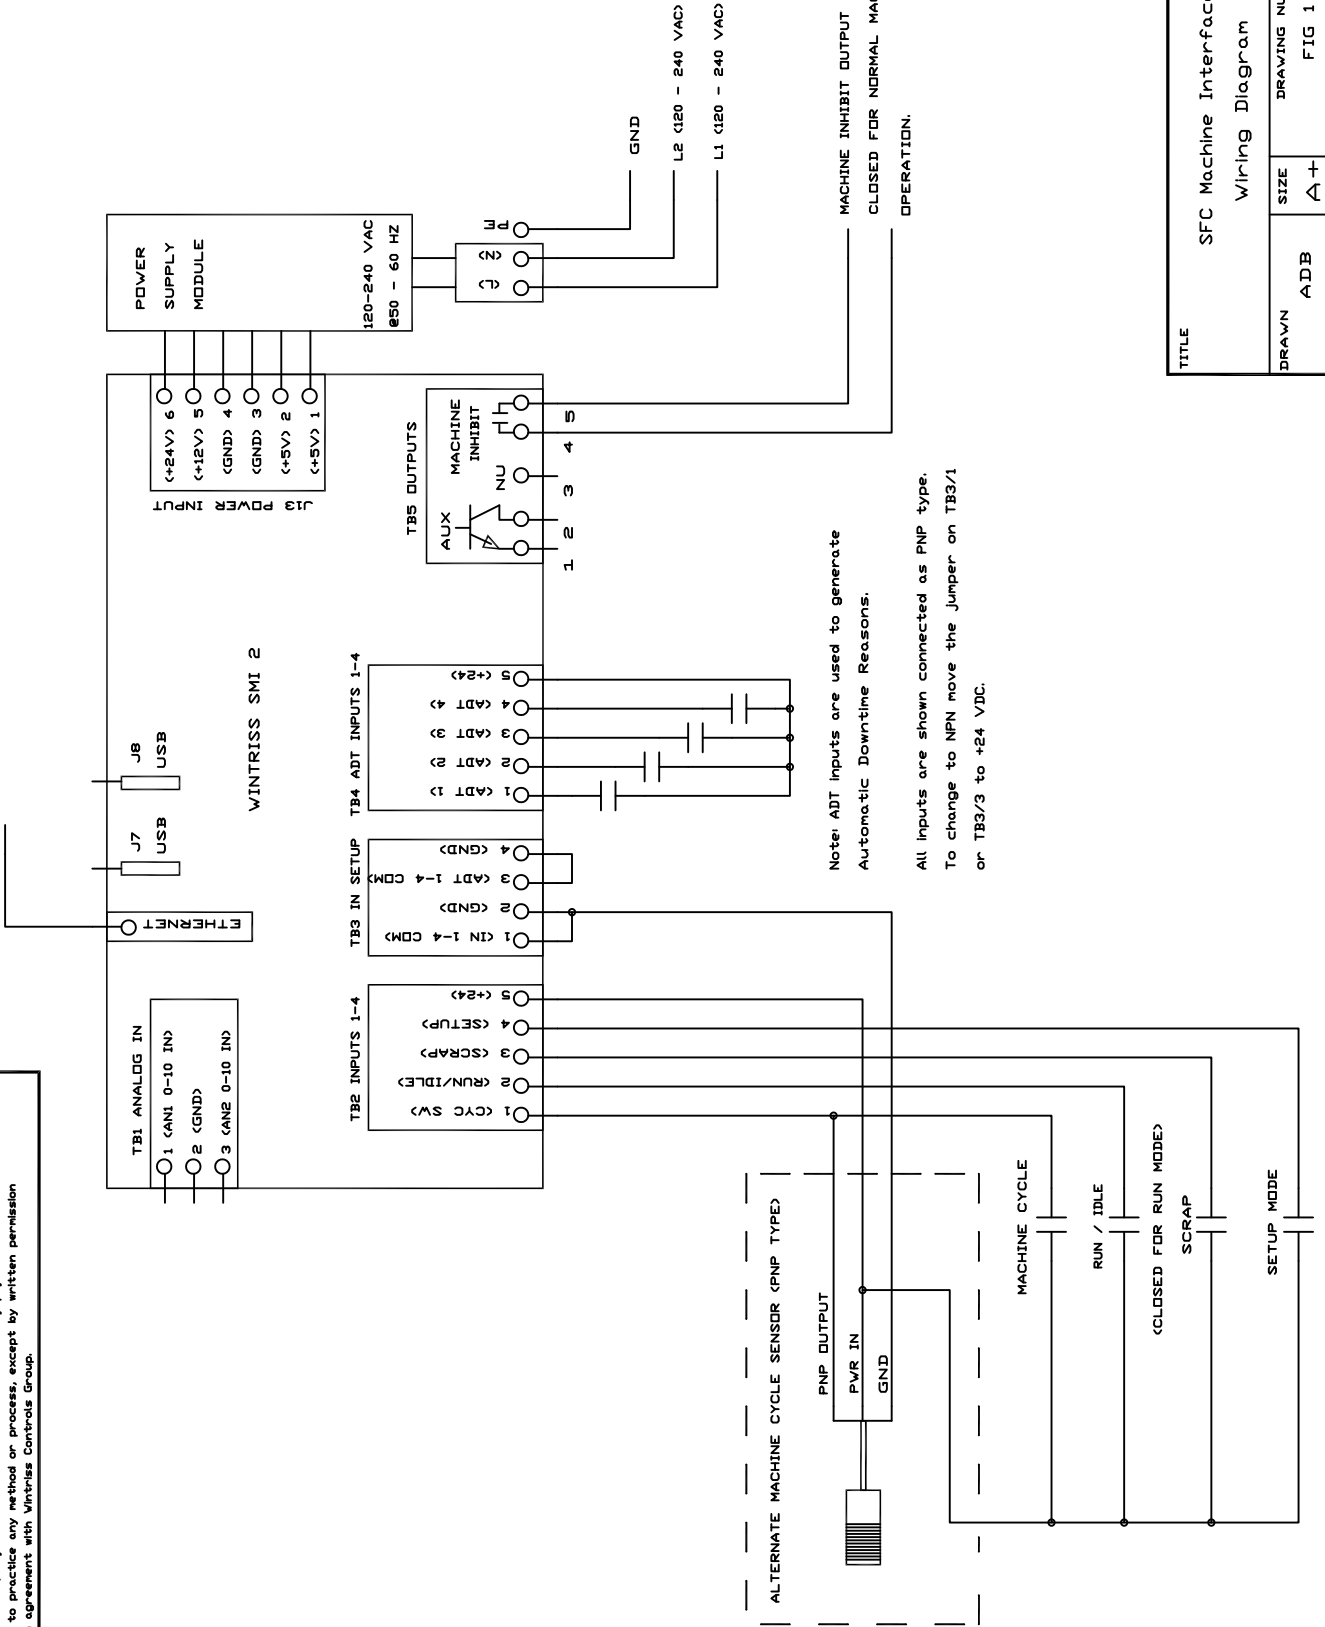 to practice any method or process, except by written permission
agreement with Wintriss Controls Group.
POWER
SUPPLY
MODULE
120-240 VAC
@50 - 60 HZ
PE
(N)
(L)
GND
L2 (120 - 240 VAC)
L1 (120 - 240 VAC)
MACHINE INHIBIT OUTPUT
CLOSED FOR NORMAL
OPERATION.
(+24V) 6
(+12V) 5
(GND) 4
(GND) 3
(+5V) 2
(+5V) 1
J13 POWER INPUT
TB5 OUTPUTS
MACHINE
INHIBIT
NU
AUX
5
4
3
2
1
WINTRISS SMI 2
J8
USB
J7
USB
ETHERNET
TB4 ADT INPUTS 1-4
5 (+24)
4 (ADT 4)
3 (ADT 3)
2 (ADT 2)
1 (ADT 1)
TB3 IN SETUP
4 (GND)
3 (ADT 1-4 COM)
2 (GND)
1 (IN 1-4 COM)
TB2 INPUTS 1-4
5 (+24)
4 (SETUP)
3 (SCRAP)
2 (RUN/IDLE)
1 (CYC SW)
TB1 ANALOG IN
1 (AN1 0-10 IN)
2 (GND)
3 (AN2 0-10 IN)
Note: ADT inputs are used to generate
Automatic Downtime Reasons.
All inputs are shown connected as PNP type.
To change to NPN move the jumper on TB3/1
or TB3/3 to +24 VDC.
ALTERNATE MACHINE CYCLE SENSOR (PNP TYPE)
PNP OUTPUT
PWR IN
GND
MACHINE CYCLE
RUN / IDLE
(CLOSED FOR RUN MODE)
SCRAP
SETUP MODE
TITLE
SFC Machine Interface
Wiring Diagram
DRAWN
ADB
SIZE
A+
DRAWING
FIG 1